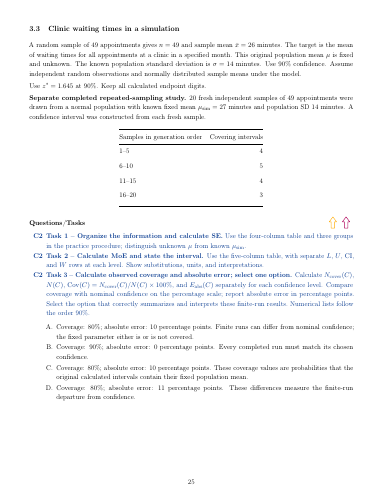 3.3 Clinic waiting times in a simulation
A random sample of 49 appointments gives n = 49 and sample mean x̄ = 26 minutes. The target is the mean
of waiting times for all appointments at a clinic in a specified month. This original population mean μ is fixed
and unknown. The known population standard deviation is σ = 14 minutes. Use 90% confidence. Assume
independent random observations and normally distributed sample means under the model.
Use z* = 1.645 at 90%. Keep all calculated endpoint digits.
Separate completed repeated-sampling study. 20 fresh independent samples of 49 appointments were
drawn from a normal population with known fixed mean μsim = 27 minutes and population SD 14 minutes. A
confidence interval was constructed from each fresh sample.
Samples in generation order Covering intervals
1–5 4
6–10 5
11–15 4
16–20 3
Questions/Tasks
C2 Task 1 – Organize the information and calculate SE. Use the four-column table and three groups
in the practice procedure; distinguish unknown μ from known μsim.
C2 Task 2 – Calculate MoE and state the interval. Use the five-column table, with separate L, U, CI,
and W rows at each level. Show substitutions, units, and interpretations.
C2 Task 3 – Calculate observed coverage and absolute error; select one option. Calculate Ncover(C),
N(C), Cov(C) = Ncover(C)/N(C) × 100%, and Eabs(C) separately for each confidence level. Compare
coverage with nominal confidence on the percentage scale; report absolute error in percentage points.
Select the option that correctly summarizes and interprets these finite-run results. Numerical lists follow
the order 90%.
A. Coverage: 80%; absolute error: 10 percentage points. Finite runs can differ from nominal confidence;
the fixed parameter either is or is not covered.
B. Coverage: 90%; absolute error: 0 percentage points. Every completed run must match its chosen
confidence.
C. Coverage: 80%; absolute error: 10 percentage points. These coverage values are probabilities that the
original calculated intervals contain their fixed population mean.
D. Coverage: 80%; absolute error: 11 percentage points. These differences measure the finite-run
departure from confidence.
25